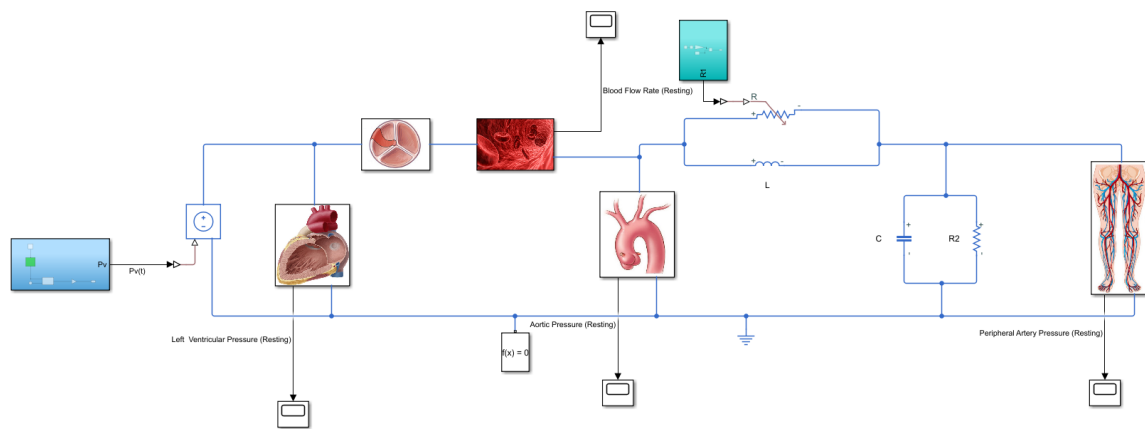 Blood Flow Rate (Resting)
R1
R
+
-
+
-
L
+
-
Pv
Pv(t)
C
+
-
R2
+
-
Left Ventricular Pressure (Resting)
f(x) = 0
Aortic Pressure (Resting)
Peripheral Artery Pressure (Resting)